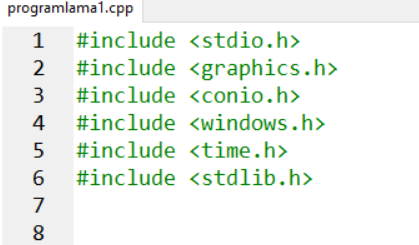 programlama1.cpp
1 #include <stdio.h>
2 #include <graphics.h>
3 #include <conio.h>
4 #include <windows.h>
5 #include <time.h>
6 #include <stdlib.h>
7
8